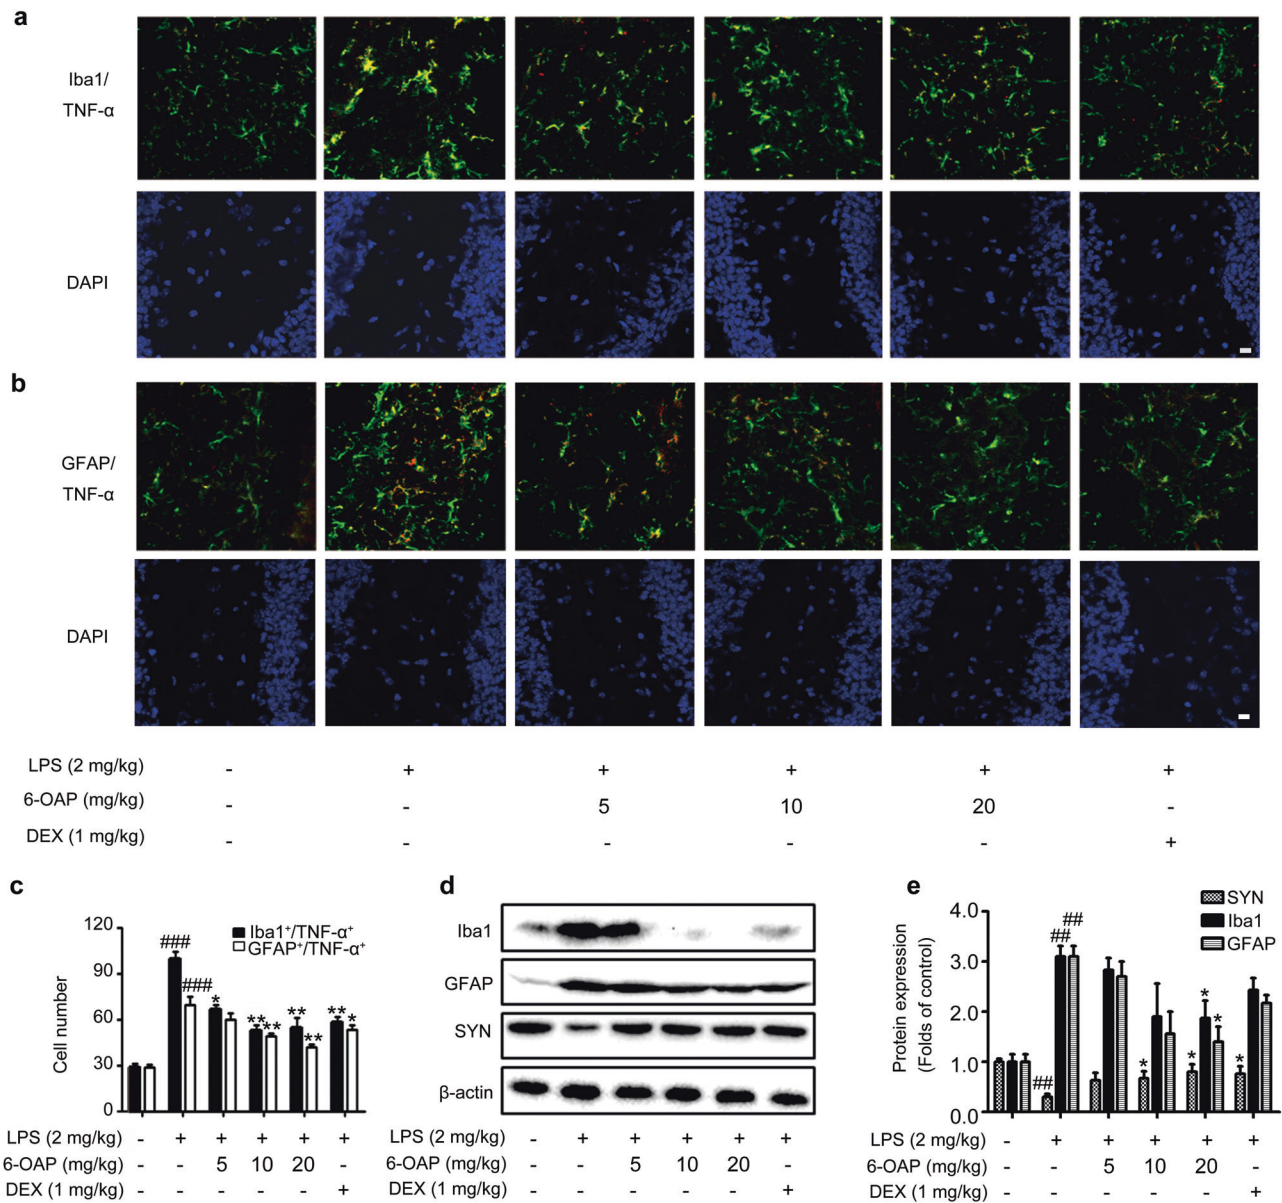 a
Iba1/
TNF-α
DAPI
b
GFAP/
TNF-α
DAPI
LPS (2 mg/kg) - + + + + +
6-OAP (mg/kg) - - 5 10 20 -
DEX (1 mg/kg) - - - - - +
c
120
90
60
30
0
Cell number
Iba1⁺/TNF-α⁺
GFAP⁺/TNF-α⁺
###
###
*
**
**
**
**
**
*
LPS (2 mg/kg) - + + + + +
6-OAP (mg/kg) - - 5 10 20 -
DEX (1 mg/kg) - - - - - +
d
Iba1
GFAP
SYN
β-actin
LPS (2 mg/kg) - + + + + +
6-OAP (mg/kg) - - 5 10 20 -
DEX (1 mg/kg) - - - - - +
e
SYN
Iba1
GFAP
4.0
3.0
2.0
1.0
0.0
Protein expression
(Folds of control)
##
##
##
*
*
*
*
*
LPS (2 mg/kg) - + + + + +
6-OAP (mg/kg) - - 5 10 20 -
DEX (1 mg/kg) - - - - - +